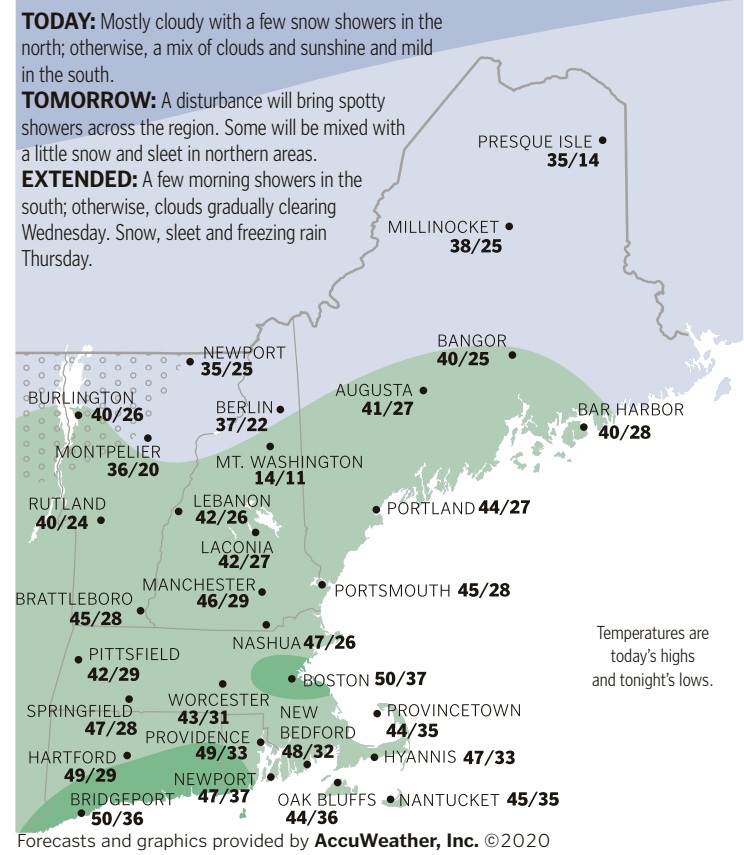 TODAY: Mostly cloudy with a few snow showers in the
north; otherwise, a mix of clouds and sunshine and mild
in the south.
TOMORROW: A disturbance will bring spotty
showers across the region. Some will be mixed with
a little snow and sleet in northern areas.
EXTENDED: A few morning showers in the
south; otherwise, clouds gradually clearing
Wednesday. Snow, sleet and freezing rain
Thursday.
PRESQUE ISLE
35/14
MILLINOCKET
38/25
BANGOR
40/25
NEWPORT
35/25
AUGUSTA
41/27
BURLINGTON
40/26
BERLIN
37/22
BAR HARBOR
40/28
MONTPELIER
36/20
MT. WASHINGTON
14/11
RUTLAND
40/24
LEBANON
42/26
PORTLAND 44/27
LACONIA
42/27
MANCHESTER
46/29
PORTSMOUTH 45/28
BRATTLEBORO
45/28
NASHUA 47/26
Temperatures are
today's highs
and tonight's lows.
PITTSFIELD
42/29
BOSTON 50/37
WORCESTER
43/31
SPRINGFIELD
47/28
NEW
BEDFORD
48/32
PROVINCETOWN
44/35
PROVIDENCE
49/33
HARTFORD
49/29
HYANNIS 47/33
NEWPORT
47/37
BRIDGEPORT
50/36
OAK BLUFFS
44/36
NANTUCKET 45/35
Forecasts and graphics provided by AccuWeather, Inc. ©2020